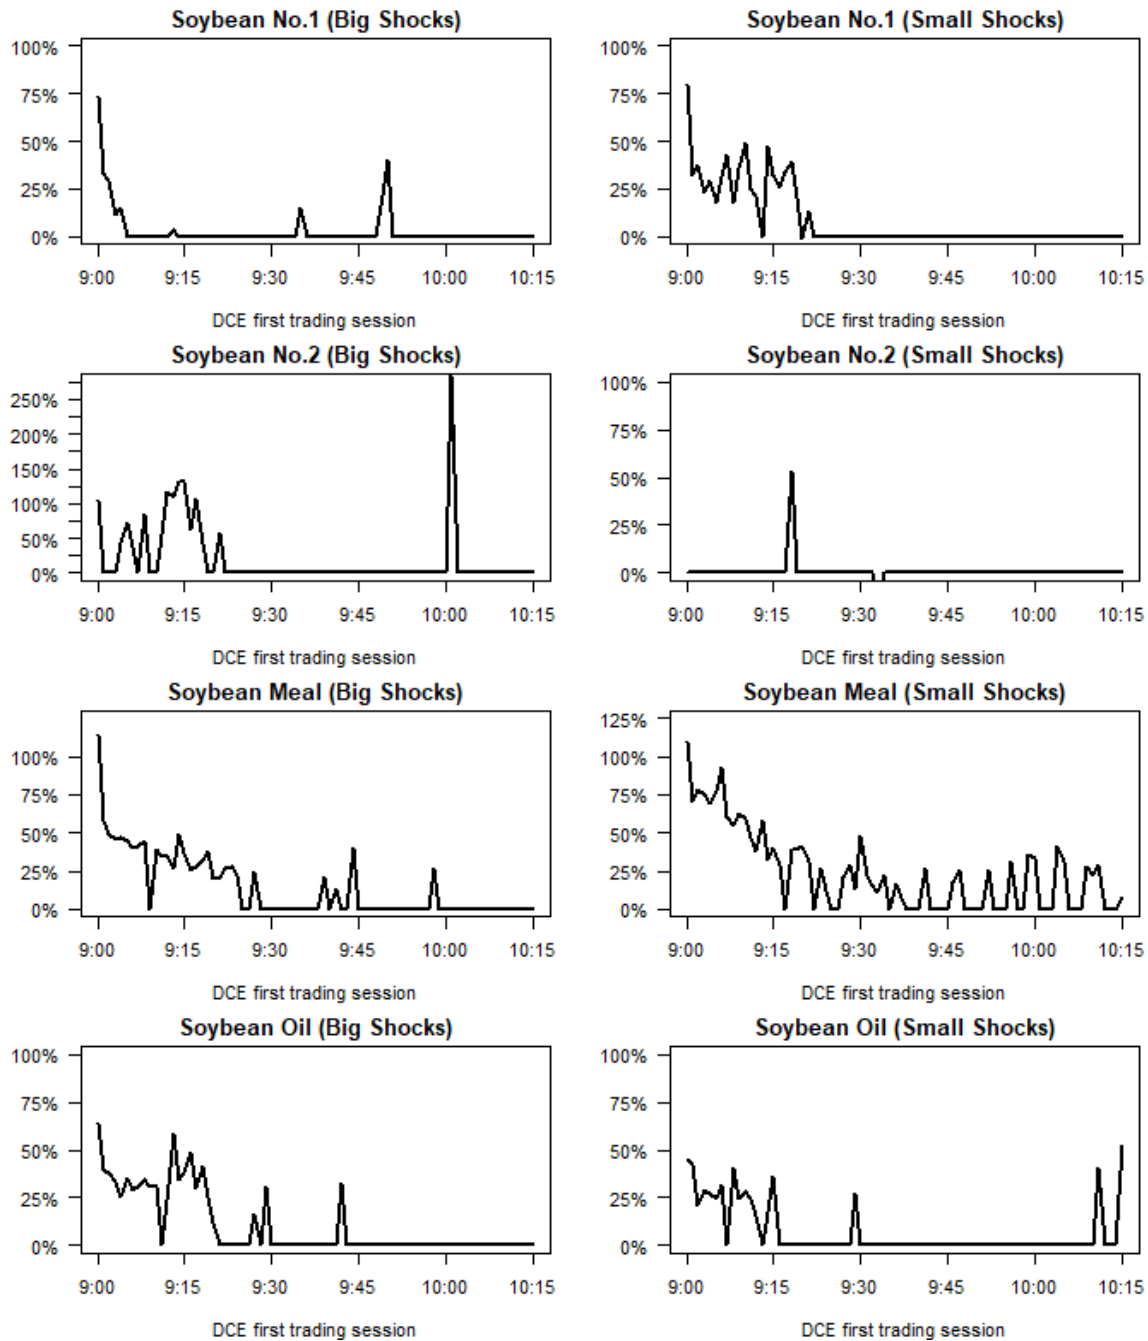 Soybean No.1 (Big Shocks)
100%
75%
50%
25%
0%
9:00 9:15 9:30 9:45 10:00 10:15
DCE first trading session
Soybean No.1 (Small Shocks)
100%
75%
50%
25%
0%
9:00 9:15 9:30 9:45 10:00 10:15
DCE first trading session
Soybean No.2 (Big Shocks)
250%
200%
150%
100%
50%
0%
9:00 9:15 9:30 9:45 10:00 10:15
DCE first trading session
Soybean No.2 (Small Shocks)
100%
75%
50%
25%
0%
9:00 9:15 9:30 9:45 10:00 10:15
DCE first trading session
Soybean Meal (Big Shocks)
100%
75%
50%
25%
0%
9:00 9:15 9:30 9:45 10:00 10:15
DCE first trading session
Soybean Meal (Small Shocks)
125%
100%
75%
50%
25%
0%
9:00 9:15 9:30 9:45 10:00 10:15
DCE first trading session
Soybean Oil (Big Shocks)
100%
75%
50%
25%
0%
9:00 9:15 9:30 9:45 10:00 10:15
DCE first trading session
Soybean Oil (Small Shocks)
100%
75%
50%
25%
0%
9:00 9:15 9:30 9:45 10:00 10:15
DCE first trading session